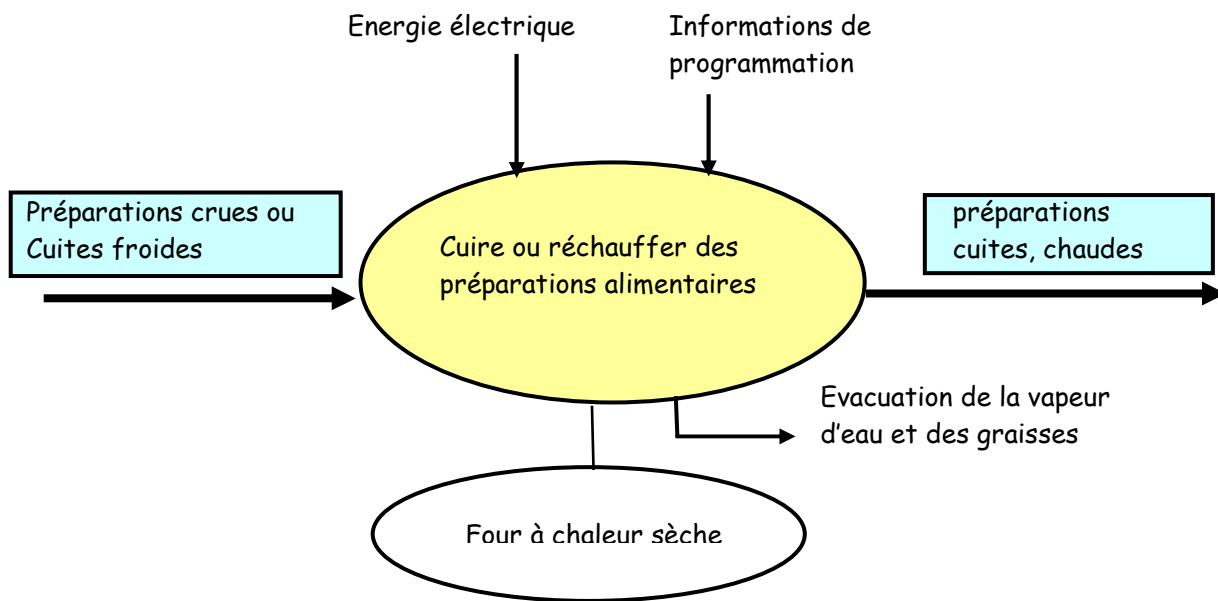 Energie électrique
Informations de
programmation
Préparations crues ou
Cuites froides
Cuire ou réchauffer des
préparations alimentaires
préparations
cuites, chaudes
Evacuation de la vapeur
d'eau et des graisses
Four à chaleur sèche